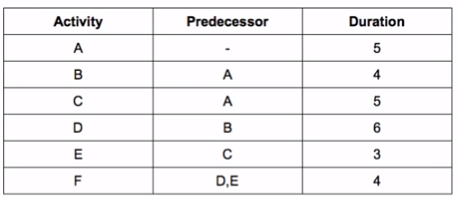 Activity Predecessor Duration
A - 5
B A 4
C A 5
D B 6
E C 3
F D,E 4